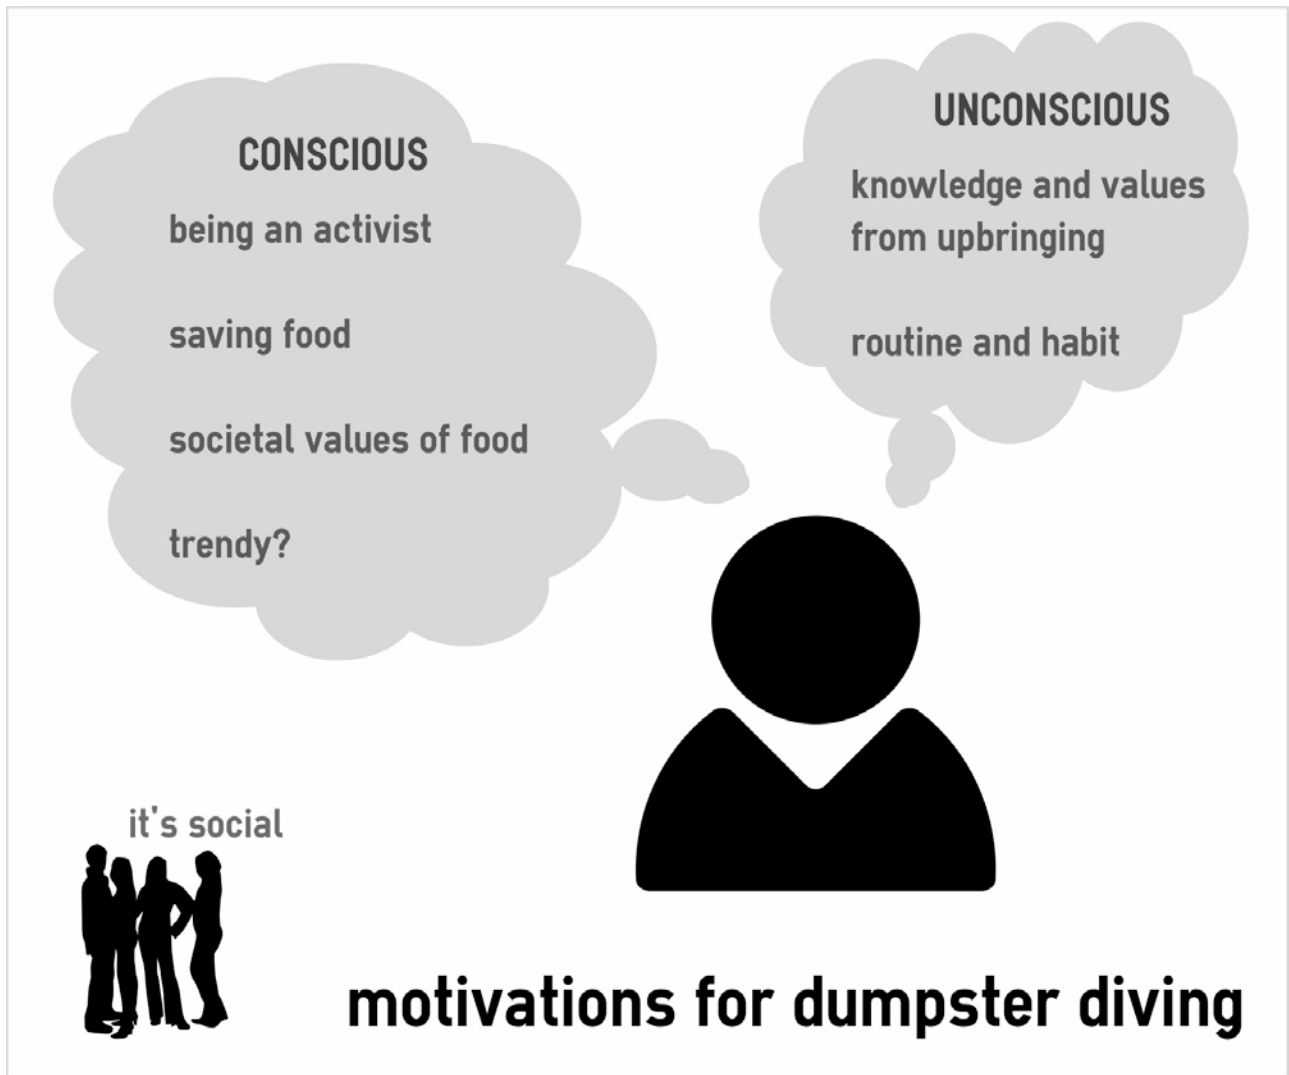 CONSCIOUS
being an activist
saving food
societal values of food
trendy?
UNCONSCIOUS
knowledge and values
from upbringing
routine and habit
it's social
motivations for dumpster diving